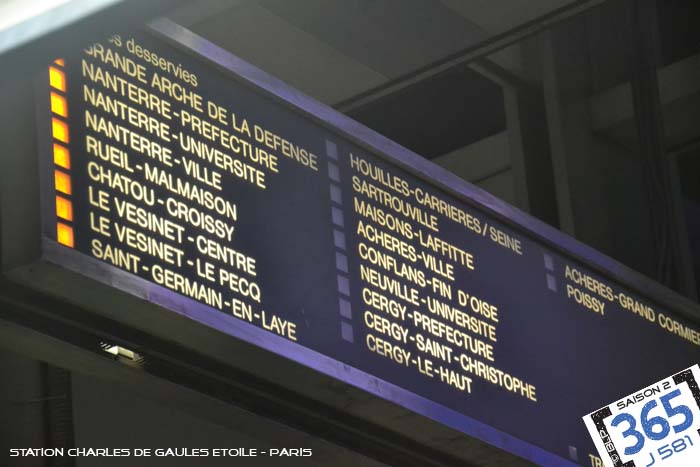 es desservies
GRANDE ARCHE DE LA DEFENSE
NANTERRE-PREFECTURE
NANTERRE-UNIVERSITE
NANTERRE-VILLE
RUEIL-MALMAISON
CHATOU-CROISSY
LE VESINET-CENTRE
LE VESINET-LE PECQ
SAINT-GERMAIN-EN-LAYE
HOUILLES-CARRIERES/SEINE
SARTROUVILLE
MAISONS-LAFFITTE
ACHERES-VILLE
CONFLANS-FIN D'OISE
NEUVILLE-UNIVERSITE
CERGY-PREFECTURE
CERGY-SAINT-CHRISTOPHE
CERGY-LE-HAUT
ACHERES-GRAND CORMIE
POISSY
TR
SAISON 2
365
J 581
STATION CHARLES DE GAULES ETOILE - PARIS